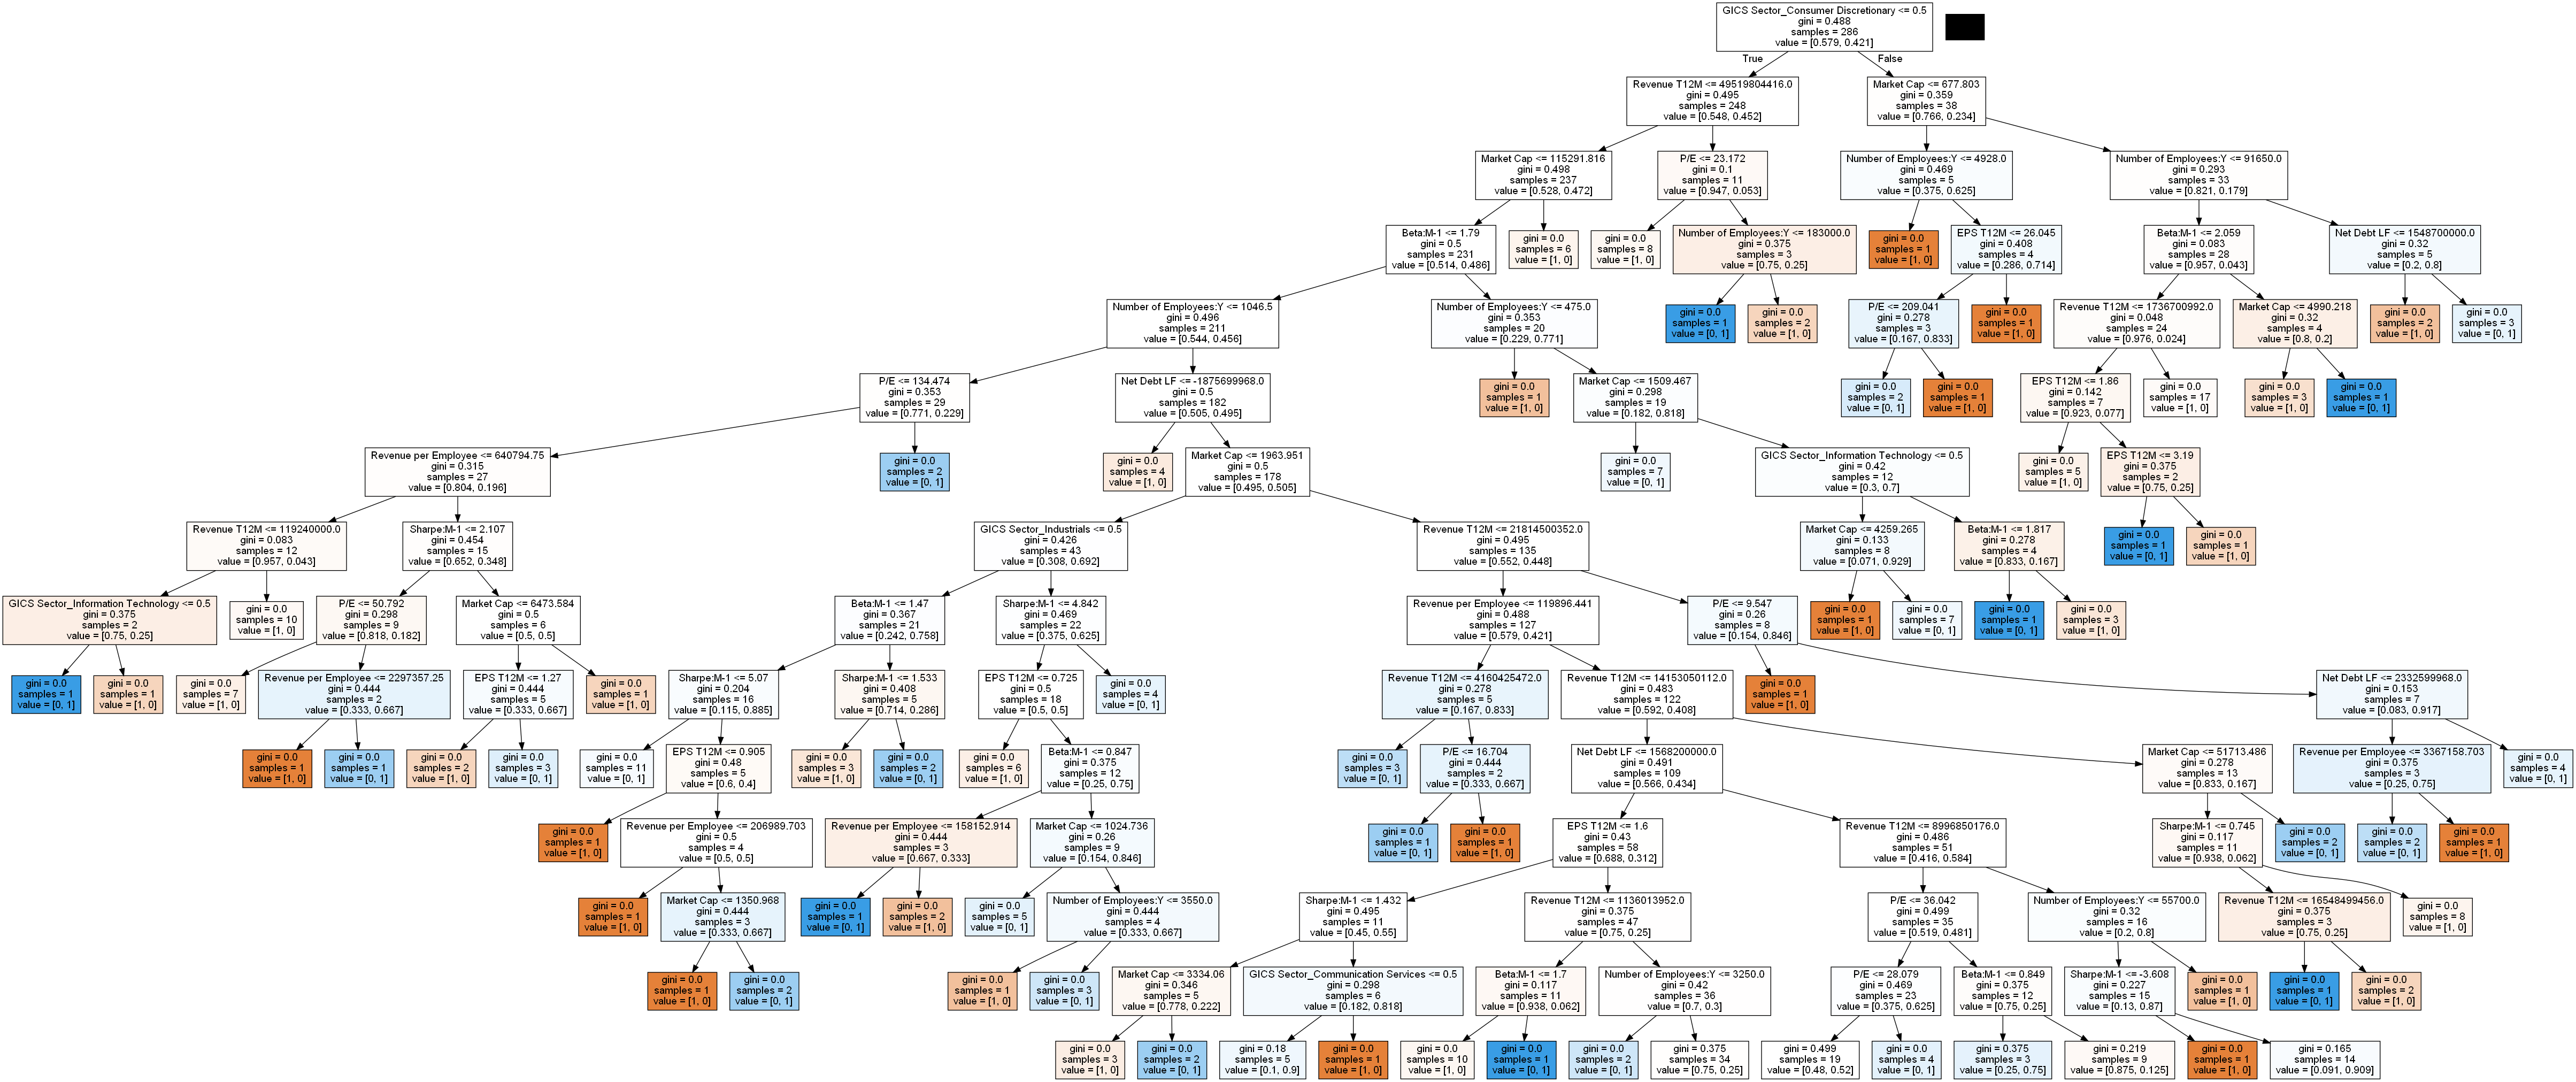 GICS Sector_Consumer Discretionary <= 0.5
gini = 0.488
samples = 286
value = [0.579, 0.421]
True
False
Revenue T12M <= 49519804416.0
gini = 0.495
samples = 248
value = [0.548, 0.452]
Market Cap <= 677.803
gini = 0.359
samples = 38
value = [0.766, 0.234]
Market Cap <= 115291.816
gini = 0.498
samples = 237
value = [0.528, 0.472]
P/E <= 23.172
gini = 0.1
samples = 11
value = [0.947, 0.053]
Number of Employees:Y <= 4928.0
gini = 0.469
samples = 5
value = [0.375, 0.625]
Number of Employees:Y <= 91650.0
gini = 0.293
samples = 33
value = [0.821, 0.179]
Beta:M-1 <= 1.79
gini = 0.5
samples = 231
value = [0.514, 0.486]
gini = 0.0
samples = 6
value = [1, 0]
gini = 0.0
samples = 8
value = [1, 0]
Number of Employees:Y <= 183000.0
gini = 0.375
samples = 3
value = [0.75, 0.25]
gini = 0.0
samples = 1
value = [1, 0]
EPS T12M <= 26.045
gini = 0.408
samples = 4
value = [0.286, 0.714]
Beta:M-1 <= 2.059
gini = 0.083
samples = 28
value = [0.957, 0.043]
Net Debt LF <= 1548700000.0
gini = 0.32
samples = 5
value = [0.2, 0.8]
Number of Employees:Y <= 1046.5
gini = 0.496
samples = 211
value = [0.544, 0.456]
Number of Employees:Y <= 475.0
gini = 0.353
samples = 20
value = [0.229, 0.771]
gini = 0.0
samples = 1
value = [0, 1]
gini = 0.0
samples = 2
value = [1, 0]
P/E <= 209.041
gini = 0.278
samples = 3
value = [0.167, 0.833]
gini = 0.0
samples = 1
value = [1, 0]
Revenue T12M <= 1736700992.0
gini = 0.048
samples = 24
value = [0.976, 0.024]
Market Cap <= 4990.218
gini = 0.32
samples = 4
value = [0.8, 0.2]
gini = 0.0
samples = 2
value = [1, 0]
gini = 0.0
samples = 3
value = [0, 1]
P/E <= 134.474
gini = 0.353
samples = 29
value = [0.771, 0.229]
Net Debt LF <= -1875699968.0
gini = 0.5
samples = 182
value = [0.505, 0.495]
gini = 0.0
samples = 1
value = [1, 0]
Market Cap <= 1509.467
gini = 0.298
samples = 19
value = [0.182, 0.818]
gini = 0.0
samples = 2
value = [0, 1]
gini = 0.0
samples = 1
value = [1, 0]
EPS T12M <= 1.86
gini = 0.142
samples = 7
value = [0.923, 0.077]
gini = 0.0
samples = 17
value = [1, 0]
gini = 0.0
samples = 3
value = [1, 0]
gini = 0.0
samples = 1
value = [0, 1]
Revenue per Employee <= 640794.75
gini = 0.315
samples = 27
value = [0.804, 0.196]
gini = 0.0
samples = 2
value = [0, 1]
gini = 0.0
samples = 4
value = [1, 0]
Market Cap <= 1963.951
gini = 0.5
samples = 178
value = [0.495, 0.505]
gini = 0.0
samples = 7
value = [0, 1]
GICS Sector_Information Technology <= 0.5
gini = 0.42
samples = 12
value = [0.3, 0.7]
gini = 0.0
samples = 5
value = [1, 0]
EPS T12M <= 3.19
gini = 0.375
samples = 2
value = [0.75, 0.25]
Revenue T12M <= 119240000.0
gini = 0.083
samples = 12
value = [0.957, 0.043]
Sharpe:M-1 <= 2.107
gini = 0.454
samples = 15
value = [0.652, 0.348]
GICS Sector_Industrials <= 0.5
gini = 0.426
samples = 43
value = [0.308, 0.692]
Revenue T12M <= 21814500352.0
gini = 0.495
samples = 135
value = [0.552, 0.448]
Market Cap <= 4259.265
gini = 0.133
samples = 8
value = [0.071, 0.929]
Beta:M-1 <= 1.817
gini = 0.278
samples = 4
value = [0.833, 0.167]
gini = 0.0
samples = 1
value = [0, 1]
gini = 0.0
samples = 1
value = [1, 0]
GICS Sector_Information Technology <= 0.5
gini = 0.375
samples = 2
value = [0.75, 0.25]
gini = 0.0
samples = 10
value = [1, 0]
P/E <= 50.792
gini = 0.298
samples = 9
value = [0.818, 0.182]
Market Cap <= 6473.584
gini = 0.5
samples = 6
value = [0.5, 0.5]
Beta:M-1 <= 1.47
gini = 0.367
samples = 21
value = [0.242, 0.758]
Sharpe:M-1 <= 4.842
gini = 0.469
samples = 22
value = [0.375, 0.625]
Revenue per Employee <= 119896.441
gini = 0.488
samples = 127
value = [0.579, 0.421]
P/E <= 9.547
gini = 0.26
samples = 8
value = [0.154, 0.846]
gini = 0.0
samples = 1
value = [1, 0]
gini = 0.0
samples = 7
value = [0, 1]
gini = 0.0
samples = 1
value = [0, 1]
gini = 0.0
samples = 3
value = [1, 0]
gini = 0.0
samples = 1
value = [0, 1]
gini = 0.0
samples = 1
value = [1, 0]
gini = 0.0
samples = 7
value = [1, 0]
Revenue per Employee <= 2297357.25
gini = 0.444
samples = 2
value = [0.333, 0.667]
EPS T12M <= 1.27
gini = 0.444
samples = 5
value = [0.333, 0.667]
gini = 0.0
samples = 1
value = [1, 0]
Sharpe:M-1 <= 5.07
gini = 0.204
samples = 16
value = [0.115, 0.885]
Sharpe:M-1 <= 1.533
gini = 0.408
samples = 5
value = [0.714, 0.286]
EPS T12M <= 0.725
gini = 0.5
samples = 18
value = [0.5, 0.5]
gini = 0.0
samples = 4
value = [0, 1]
Revenue T12M <= 4160425472.0
gini = 0.278
samples = 5
value = [0.167, 0.833]
Revenue T12M <= 14153050112.0
gini = 0.483
samples = 122
value = [0.592, 0.408]
gini = 0.0
samples = 1
value = [1, 0]
Net Debt LF <= 2332599968.0
gini = 0.153
samples = 7
value = [0.083, 0.917]
gini = 0.0
samples = 1
value = [1, 0]
gini = 0.0
samples = 1
value = [0, 1]
gini = 0.0
samples = 2
value = [1, 0]
gini = 0.0
samples = 3
value = [0, 1]
gini = 0.0
samples = 11
value = [0, 1]
EPS T12M <= 0.905
gini = 0.48
samples = 5
value = [0.6, 0.4]
gini = 0.0
samples = 3
value = [1, 0]
gini = 0.0
samples = 2
value = [0, 1]
gini = 0.0
samples = 6
value = [1, 0]
Beta:M-1 <= 0.847
gini = 0.375
samples = 12
value = [0.25, 0.75]
gini = 0.0
samples = 3
value = [0, 1]
P/E <= 16.704
gini = 0.444
samples = 2
value = [0.333, 0.667]
Net Debt LF <= 1568200000.0
gini = 0.491
samples = 109
value = [0.566, 0.434]
Market Cap <= 51713.486
gini = 0.278
samples = 13
value = [0.833, 0.167]
Revenue per Employee <= 3367158.703
gini = 0.375
samples = 3
value = [0.25, 0.75]
gini = 0.0
samples = 4
value = [0, 1]
gini = 0.0
samples = 1
value = [1, 0]
Revenue per Employee <= 206989.703
gini = 0.5
samples = 4
value = [0.5, 0.5]
Revenue per Employee <= 158152.914
gini = 0.444
samples = 3
value = [0.667, 0.333]
Market Cap <= 1024.736
gini = 0.26
samples = 9
value = [0.154, 0.846]
gini = 0.0
samples = 1
value = [0, 1]
gini = 0.0
samples = 1
value = [1, 0]
EPS T12M <= 1.6
gini = 0.43
samples = 58
value = [0.688, 0.312]
Revenue T12M <= 8996850176.0
gini = 0.486
samples = 51
value = [0.416, 0.584]
Sharpe:M-1 <= 0.745
gini = 0.117
samples = 11
value = [0.938, 0.062]
gini = 0.0
samples = 2
value = [0, 1]
gini = 0.0
samples = 2
value = [0, 1]
gini = 0.0
samples = 1
value = [1, 0]
gini = 0.0
samples = 1
value = [1, 0]
Market Cap <= 1350.968
gini = 0.444
samples = 3
value = [0.333, 0.667]
gini = 0.0
samples = 1
value = [0, 1]
gini = 0.0
samples = 2
value = [1, 0]
gini = 0.0
samples = 5
value = [0, 1]
Number of Employees:Y <= 3550.0
gini = 0.444
samples = 4
value = [0.333, 0.667]
Sharpe:M-1 <= 1.432
gini = 0.495
samples = 11
value = [0.45, 0.55]
Revenue T12M <= 1136013952.0
gini = 0.375
samples = 47
value = [0.75, 0.25]
P/E <= 36.042
gini = 0.499
samples = 35
value = [0.519, 0.481]
Number of Employees:Y <= 55700.0
gini = 0.32
samples = 16
value = [0.2, 0.8]
Revenue T12M <= 16548499456.0
gini = 0.375
samples = 3
value = [0.75, 0.25]
gini = 0.0
samples = 8
value = [1, 0]
gini = 0.0
samples = 1
value = [1, 0]
gini = 0.0
samples = 2
value = [0, 1]
gini = 0.0
samples = 1
value = [1, 0]
gini = 0.0
samples = 3
value = [0, 1]
Market Cap <= 3334.06
gini = 0.346
samples = 5
value = [0.778, 0.222]
GICS Sector_Communication Services <= 0.5
gini = 0.298
samples = 6
value = [0.182, 0.818]
Beta:M-1 <= 1.7
gini = 0.117
samples = 11
value = [0.938, 0.062]
Number of Employees:Y <= 3250.0
gini = 0.42
samples = 36
value = [0.7, 0.3]
P/E <= 28.079
gini = 0.469
samples = 23
value = [0.375, 0.625]
Beta:M-1 <= 0.849
gini = 0.375
samples = 12
value = [0.75, 0.25]
Sharpe:M-1 <= -3.608
gini = 0.227
samples = 15
value = [0.13, 0.87]
gini = 0.0
samples = 1
value = [1, 0]
gini = 0.0
samples = 1
value = [0, 1]
gini = 0.0
samples = 2
value = [1, 0]
gini = 0.0
samples = 3
value = [1, 0]
gini = 0.0
samples = 2
value = [0, 1]
gini = 0.18
samples = 5
value = [0.1, 0.9]
gini = 0.0
samples = 1
value = [1, 0]
gini = 0.0
samples = 10
value = [1, 0]
gini = 0.0
samples = 1
value = [0, 1]
gini = 0.0
samples = 2
value = [0, 1]
gini = 0.375
samples = 34
value = [0.75, 0.25]
gini = 0.499
samples = 19
value = [0.48, 0.52]
gini = 0.0
samples = 4
value = [0, 1]
gini = 0.375
samples = 3
value = [0.25, 0.75]
gini = 0.219
samples = 9
value = [0.875, 0.125]
gini = 0.0
samples = 1
value = [1, 0]
gini = 0.165
samples = 14
value = [0.091, 0.909]